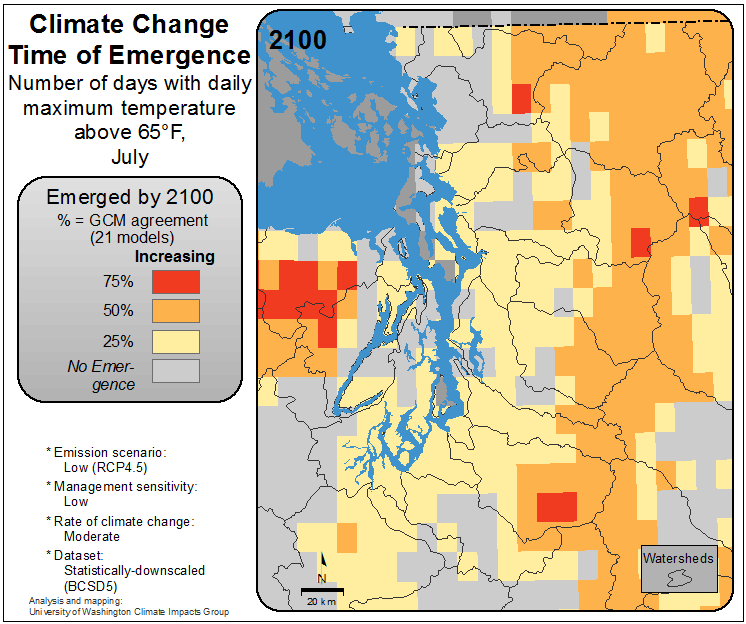 Climate Change
Time of Emergence
Number of days with daily
maximum temperature
above 65°F,
July
Emerged by 2100
% = GCM agreement
(21 models)
Increasing
75%
50%
25%
No Emer-
gence
* Emission scenario:
Low (RCP4.5)
* Management sensitivity:
Low
* Rate of climate change:
Moderate
* Dataset:
Statistically-downscaled
(BCSD5)
Analysis and mapping:
University of Washington Climate Impacts Group
2100
N
20 km
Watersheds